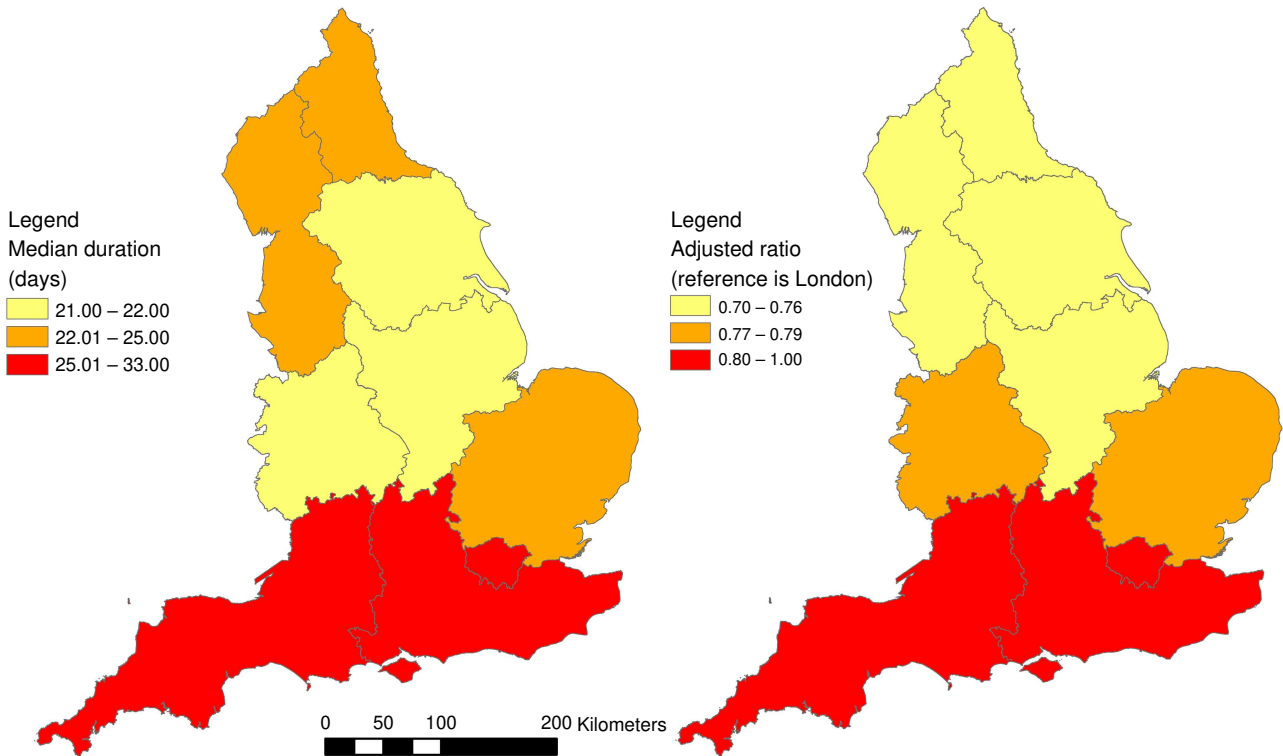 Legend
Median duration
(days)
21.00 – 22.00
22.01 – 25.00
25.01 – 33.00
Legend
Adjusted ratio
(reference is London)
0.70 – 0.76
0.77 – 0.79
0.80 – 1.00
0 50 100 200 Kilometers